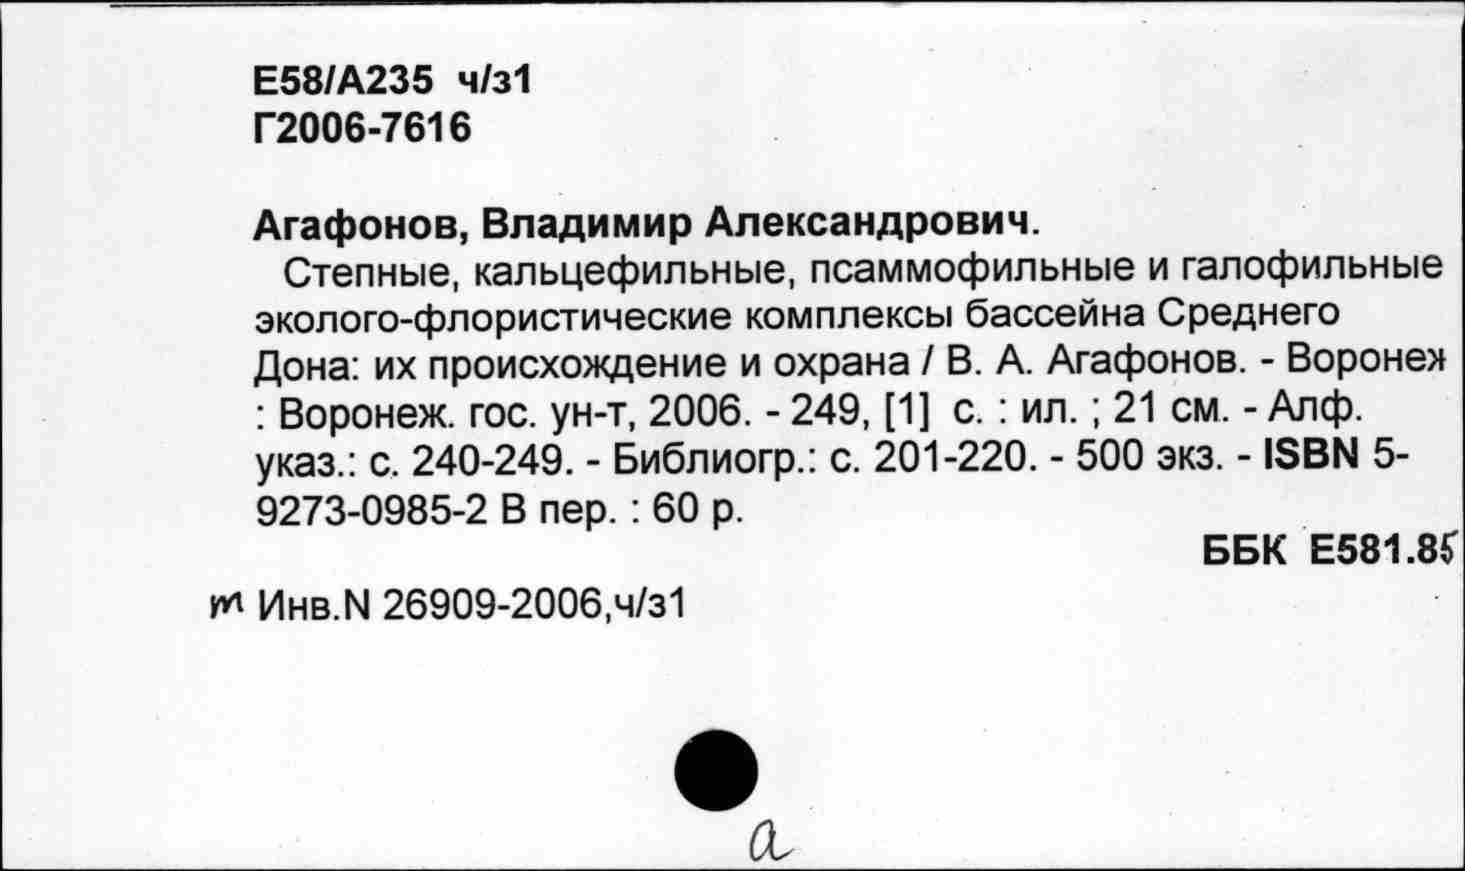 Е58/А235 ч/з1
Г2006-7616
Агафонов, Владимир Александрович.
Степные, кальцефильные, псаммофильные и галофильные
эколого-флористические комплексы бассейна Среднего
Дона: их происхождение и охрана / В. А. Агафонов. - Воронеж
: Воронеж. гос. ун-т, 2006. - 249, [1] с. : ил. ; 21 см. - Алф.
указ.: с. 240-249. - Библиогр.: с. 201-220. - 500 экз. - ISBN 5-
9273-0985-2 В пер. : 60 р.
ББК Е581.85
т Инв.N 26909-2006,ч/з1
а